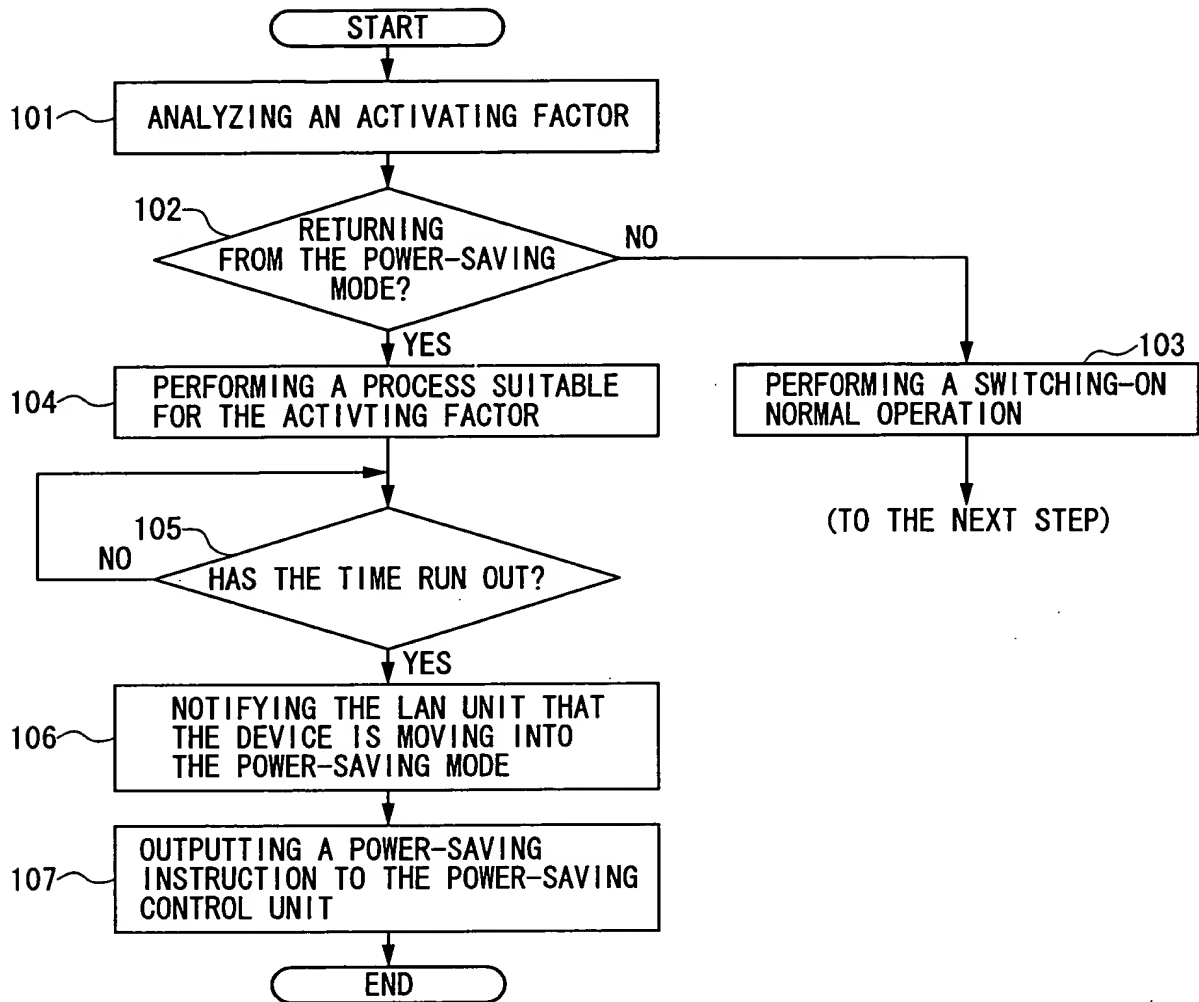 START
101
ANALYZING AN ACTIVATING FACTOR
102
RETURNING
FROM THE POWER-SAVING
MODE?
NO
YES
103
PERFORMING A SWITCHING-ON
NORMAL OPERATION
104
PERFORMING A PROCESS SUITABLE
FOR THE ACTIVTING FACTOR
(TO THE NEXT STEP)
105
NO
HAS THE TIME RUN OUT?
YES
106
NOTIFYING THE LAN UNIT THAT
THE DEVICE IS MOVING INTO
THE POWER-SAVING MODE
107
OUTPUTTING A POWER-SAVING
INSTRUCTION TO THE POWER-SAVING
CONTROL UNIT
END